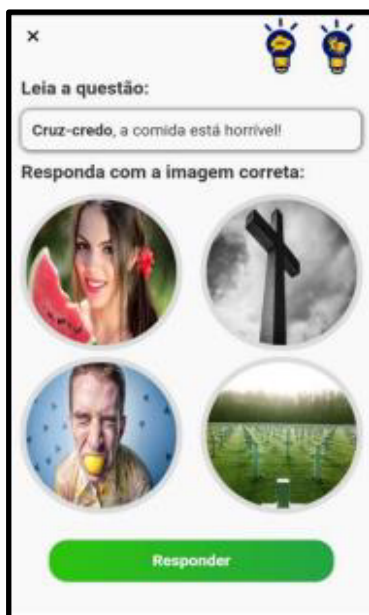 ×
Leia a questão:
Cruz-credo, a comida está horrível!
Responda com a imagem correta:
Responder